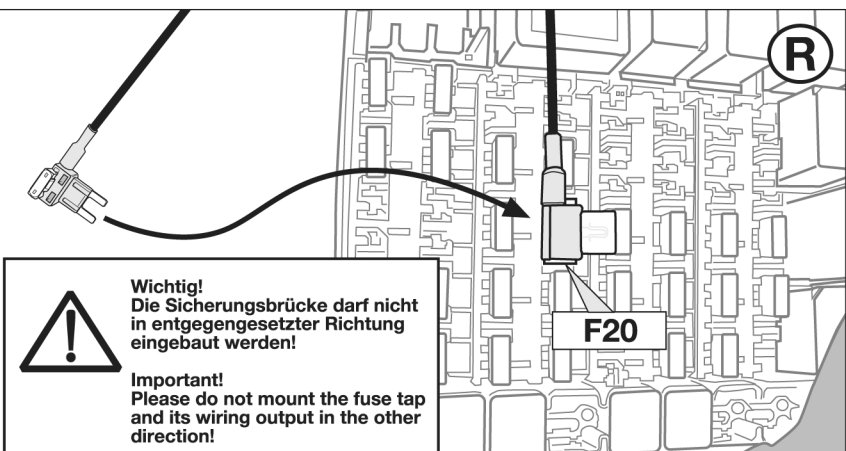 R
F20
Wichtig!
Die Sicherungsbrücke darf nicht
in entgegengesetzter Richtung
eingebaut werden!
Important!
Please do not mount the fuse tap
and its wiring output in the other
direction!